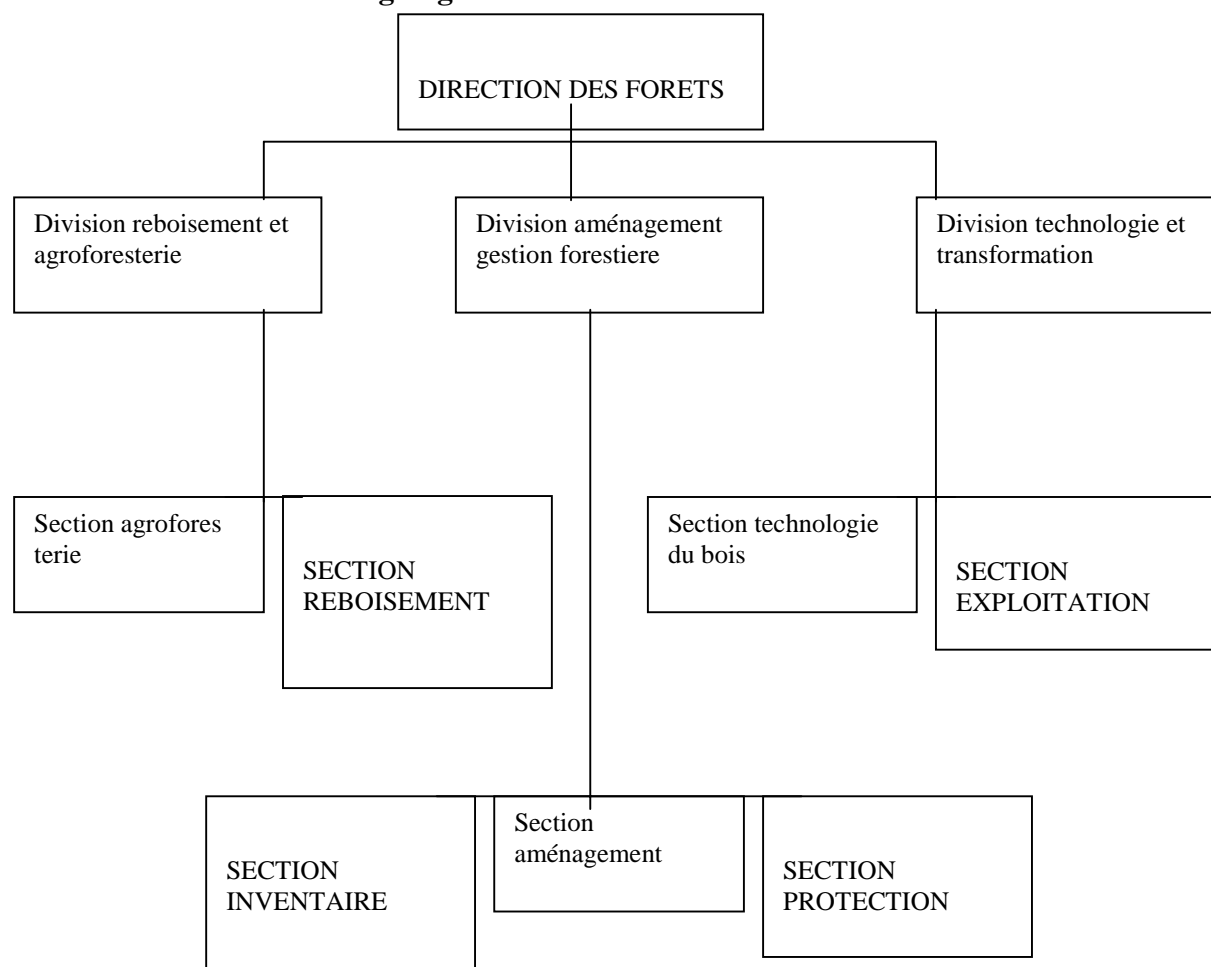 DIRECTION DES FORETS
Division reboisement et
agroforesterie
Division aménagement
gestion forestiere
Division technologie et
transformation
Section agrofores
terie
SECTION
REBOISEMENT
Section technologie
du bois
SECTION
EXPLOITATION
SECTION
INVENTAIRE
Section
aménagement
SECTION
PROTECTION